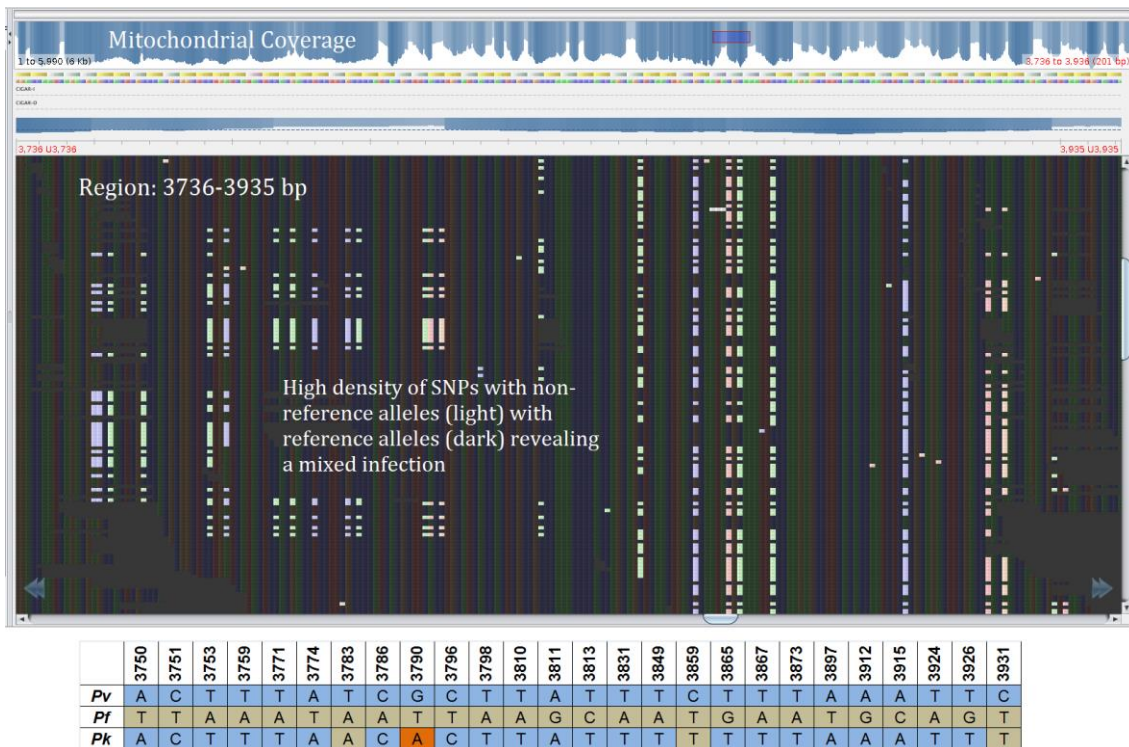 Mitochondrial Coverage
1 to 5,990 (6 Kb)
3,736 to 3,936 (201 bp)
CIGAR-I
CIGAR-D
3,736 U3,736
3,935 U3,935
Region: 3736-3935 bp
High density of SNPs with non-
reference alleles (light) with
reference alleles (dark) revealing
a mixed infection
3750 3751 3753 3759 3771 3774 3783 3786 3790 3796 3798 3810 3811 3813 3831 3849 3859 3865 3867 3873 3897 3912 3915 3924 3926 3931
Pv A C T T T A T C G C T T A T T T C T T T A A A T T C
Pf T T A A A T A A T T A A G C A A T G A A T G C A G T
Pk A C T T T A A C A C T T A T T T T T T T A A A T T T